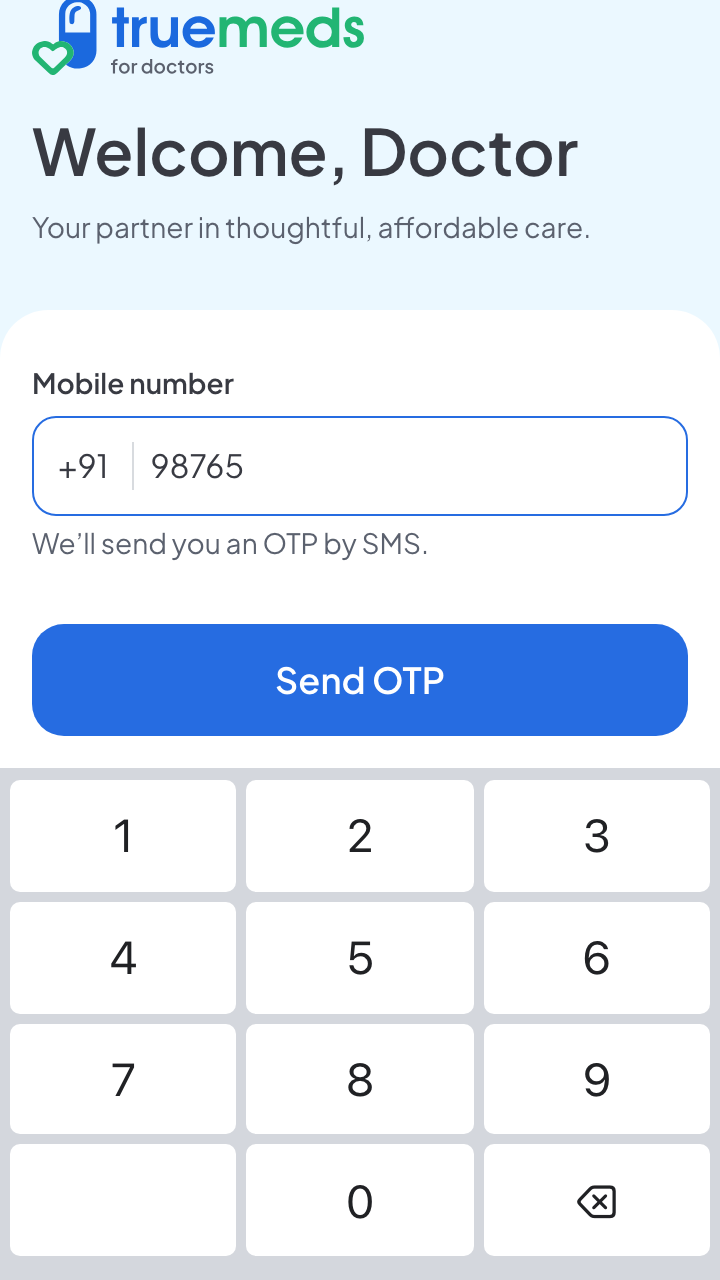 truemeds
for doctors
Welcome, Doctor
Your partner in thoughtful, affordable care.
Mobile number
+91 98765
We’ll send you an OTP by SMS.
Send OTP
1 2 3
4 5 6
7 8 9
0